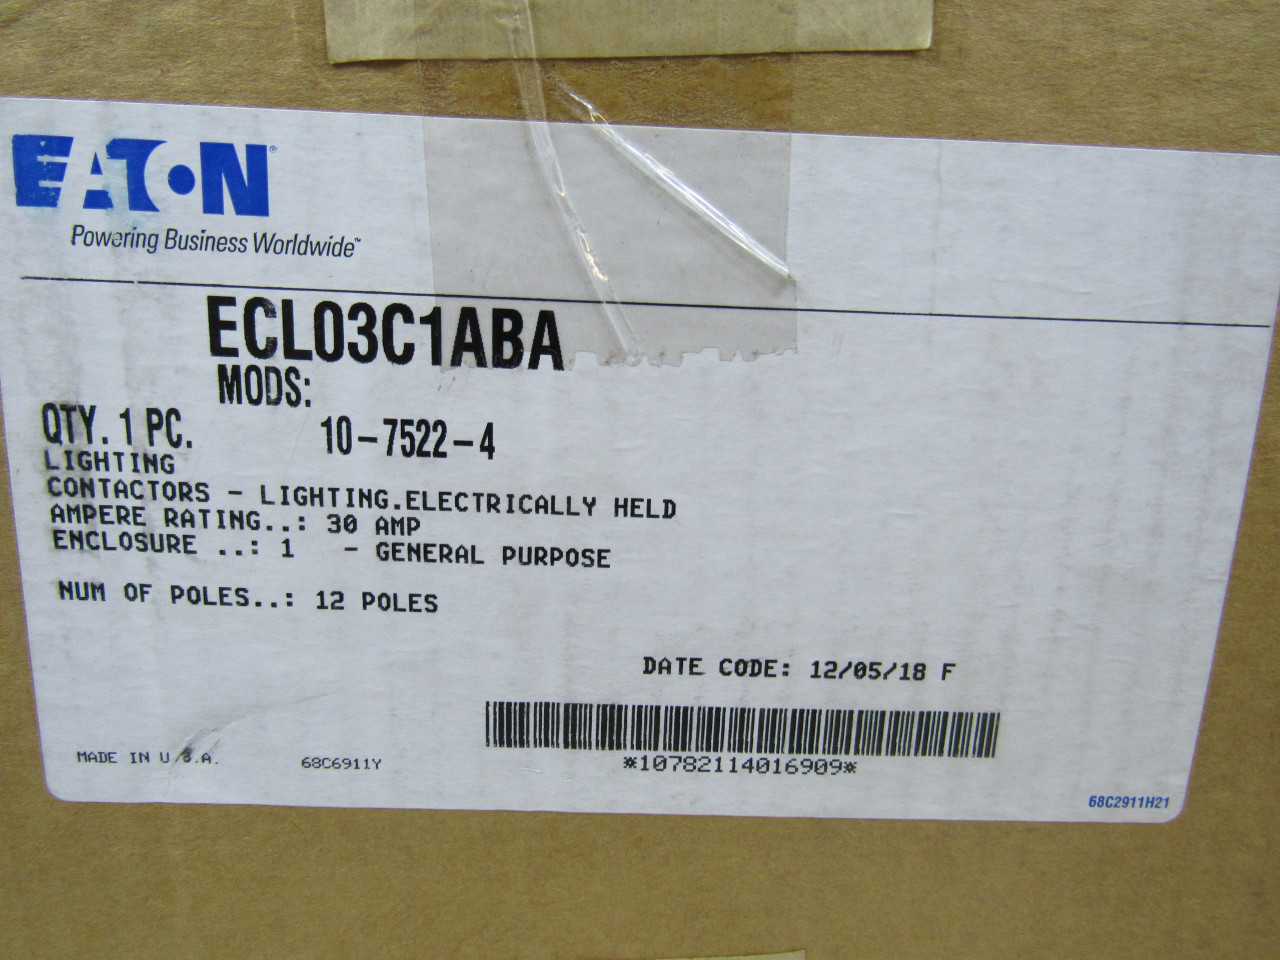 EATON®
Powering Business Worldwide™
ECL03C1ABA
MODS:
QTY. 1 PC. 10-7522-4
LIGHTING
CONTACTORS - LIGHTING.ELECTRICALLY HELD
AMPERE RATING..: 30 AMP
ENCLOSURE ..: 1 - GENERAL PURPOSE
NUM OF POLES..: 12 POLES
DATE CODE: 12/05/18 F
*10782114016909*
MADE IN U.S.A. 68C6911Y
68C2911H21